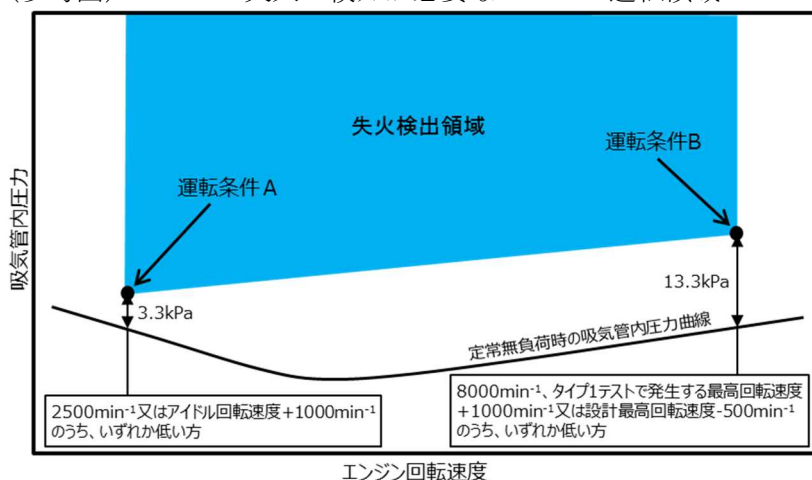 失火検出領域
運転条件B
運転条件A
吸気管内圧力
3.3kPa
13.3kPa
定常無負荷時の吸気管内圧力曲線
2500min-1又はアイドル回転速度+1000min-1
のうち、いずれか低い方
8000min-1、タイプ1テストで発生する最高回転速度
+1000min-1又は設計最高回転速度-500min-1
のうち、いずれか低い方
エンジン回転速度